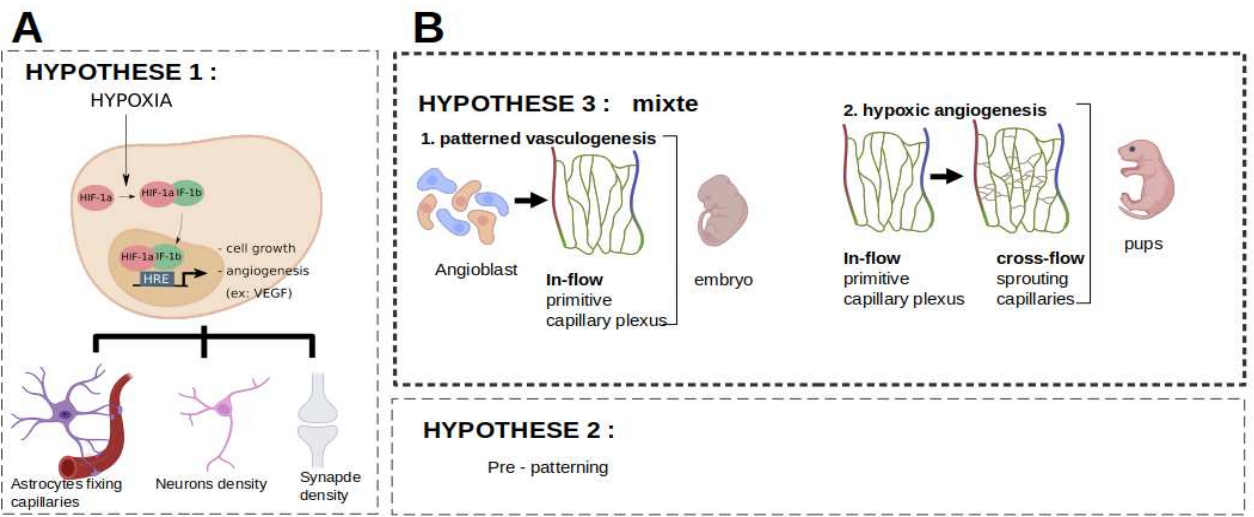 A
HYPOTHESE 1 :
HYPOXIA
HIF-1a
HIF-1a
IF-1b
HIF-1a
IF-1b
HRE
- cell growth
- angiogenesis
(ex: VEGF)
Astrocytes fixing
capillaries
Neurons density
Synapde
density
B
HYPOTHESE 3 : mixte
1. patterned vasculogenesis
Angioblast
In-flow
primitive
capillary plexus
embryo
2. hypoxic angiogenesis
In-flow
primitive
capillary plexus
cross-flow
sprouting
capillaries
pups
HYPOTHESE 2 :
Pre - patterning